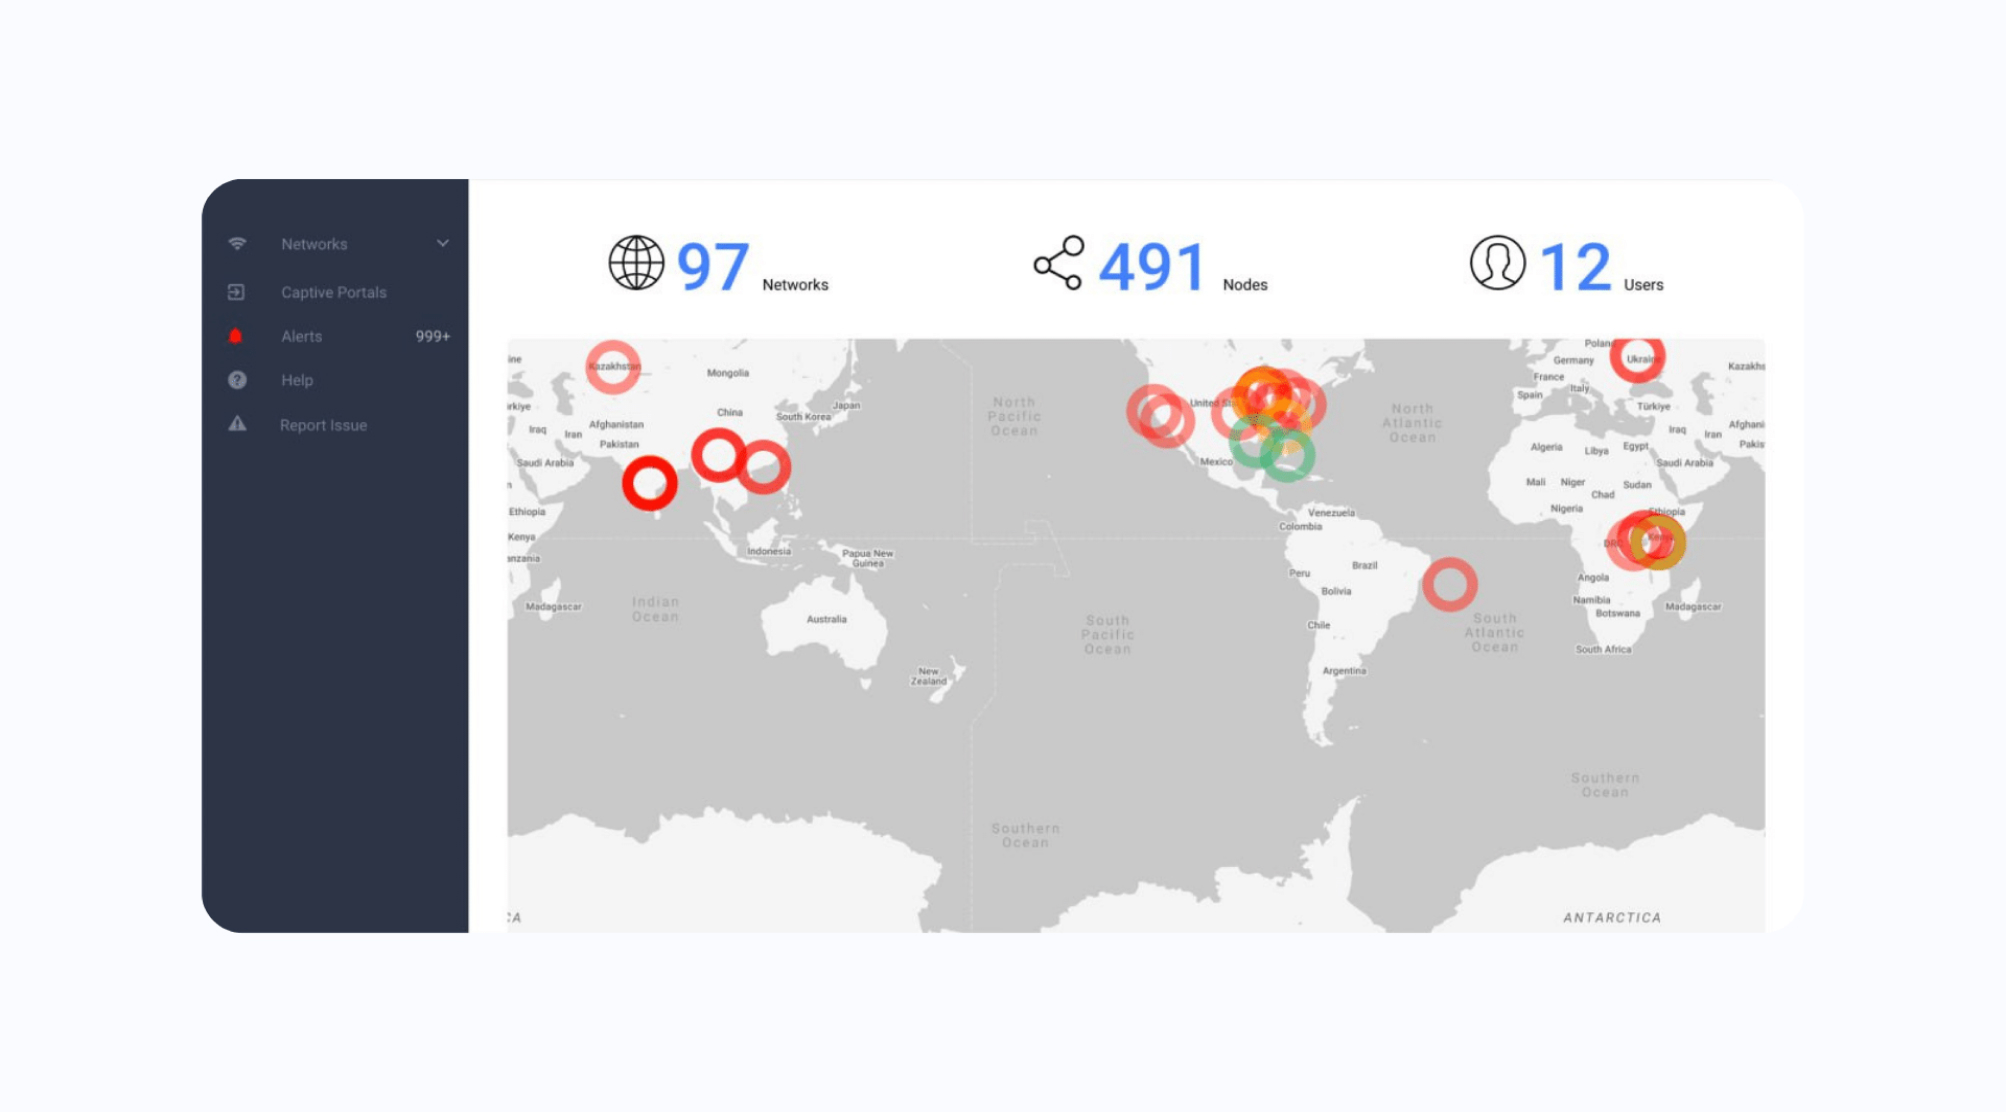 Networks
Captive Portals
Alerts 999+
Help
Report Issue
97 Networks
491 Nodes
12 Users
ine
Kazakhstan
Mongolia
China
Japan
South Korea
irkiye
Afghanistan
Iraq
Iran
Pakistan
Saudi Arabia
Ethiopia
Kenya
anzania
Madagascar
Indonesia
Papua New
Guinea
Indian
Ocean
Australia
New
Zealand
North
Pacific
Ocean
South
Pacific
Ocean
Southern
Ocean
United St
Mexico
Venezuela
Colombia
Peru
Brazil
Bolivia
Chile
Argentina
North
Atlantic
Ocean
South
Atlantic
Ocean
Polan
Germany
Ukraine
Kazakhs
France
Italy
Spain
Türkiye
Iraq
Iran
Afghani
Pakis
Algeria
Libya
Egypt
Saudi Arabia
Mali
Niger
Chad
Sudan
Nigeria
Ethiopia
DRC
Kenya
Angola
Namibia
Botswana
Madagascar
South Africa
Southern
Ocean
CA
ANTARCTICA